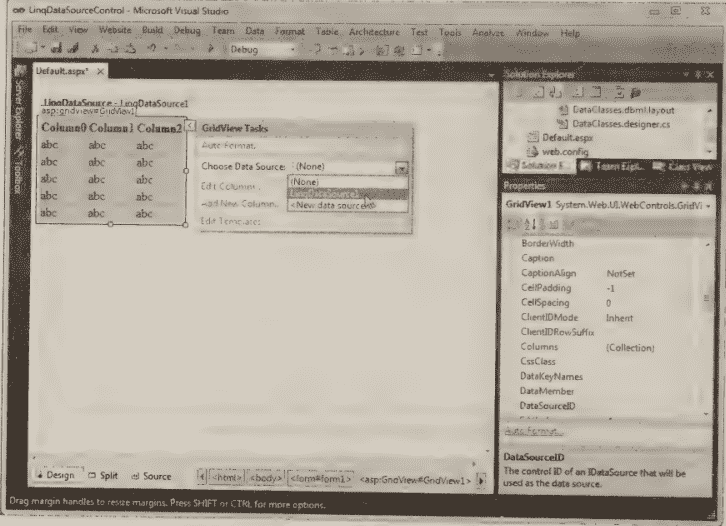 LinqDataSourceControl - Microsoft Visual Studio
File Edit View Website Build Debug Team Data Format Table Architecture Test Tools Analyze Window Help
Debug
Default.aspx*
Server Explorer
Toolbox
LinqDataSource - LinqDataSource1
asp:gridview#GridView1
Column0 Column1 Column2
abc abc abc
abc abc abc
abc abc abc
abc abc abc
abc abc abc
GridView Tasks
Auto Format...
Choose Data Source: (None)
(None)
LinqDataSource1
<New data source...>
Edit Columns...
Add New Column...
Edit Templates
Solution Explorer
DataClasses.dbml.layout
DataClasses.designer.cs
Default.aspx
web.config
Solution E... Team Expl... Class View
Properties
GridView1 System.Web.UI.WebControls.GridVi
BorderWidth
Caption
CaptionAlign NotSet
CellPadding -1
CellSpacing 0
ClientIDMode Inherit
ClientIDRowSuffix
Columns (Collection)
CssClass
DataKeyNames
DataMember
DataSourceID
Auto Format...
DataSourceID
The control ID of an IDataSource that will be
used as the data source.
Design Split Source <html> <body> <form#form1> <asp:GridView#GridView1>
Drag margin handles to resize margins. Press SHIFT or CTRL for more options.